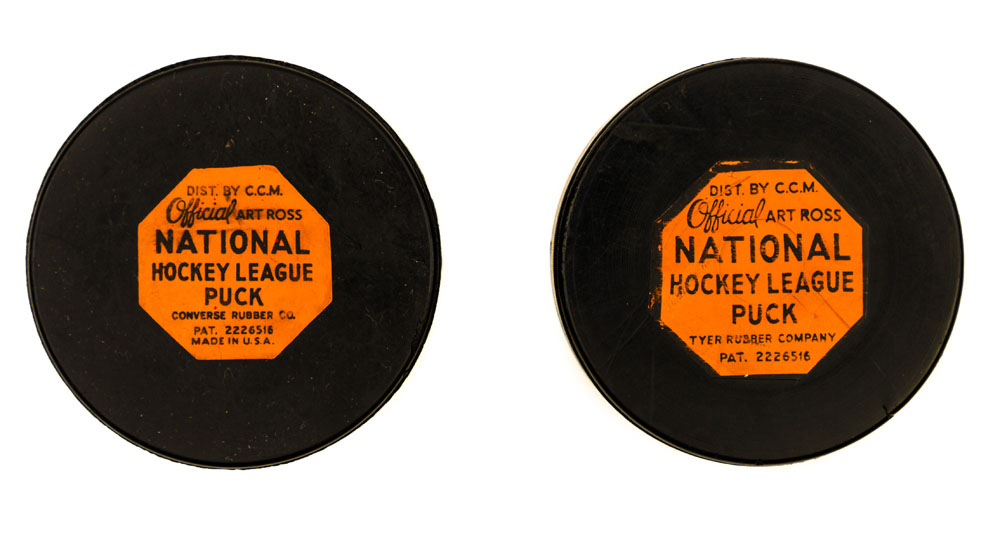 DIST. BY C.C.M.
Official ART ROSS
NATIONAL
HOCKEY LEAGUE
PUCK
CONVERSE RUBBER CO.
PAT. 2226516
MADE IN U.S.A.
DIST. BY C.C.M.
Official ART ROSS
NATIONAL
HOCKEY LEAGUE
PUCK
TYER RUBBER COMPANY
PAT. 2226516